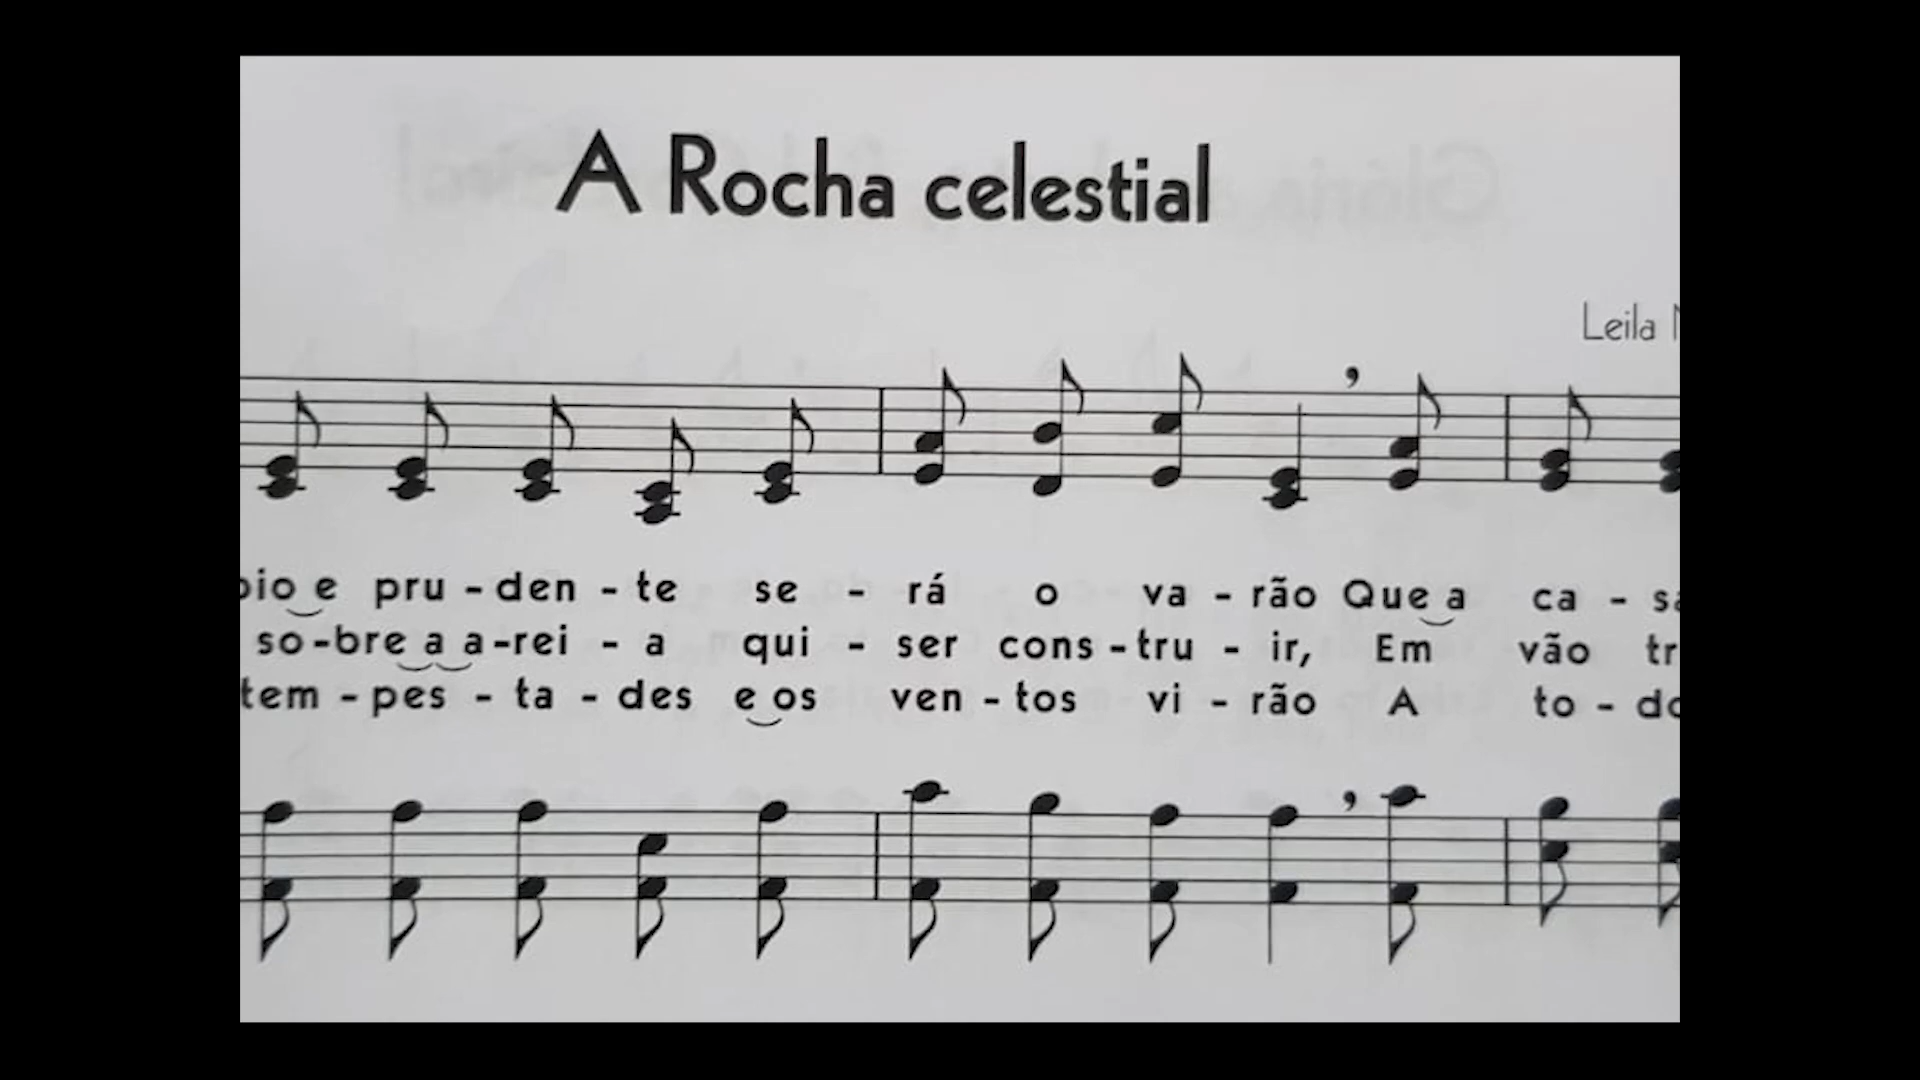 A Rocha celestial
Leila
e pru - den - te se - rá o va - rão Que a ca -
so - bre a a - rei - a qui - ser cons - tru - ir, Em vão
tem - pes - ta - des e os ven - tos vi - rão A to -